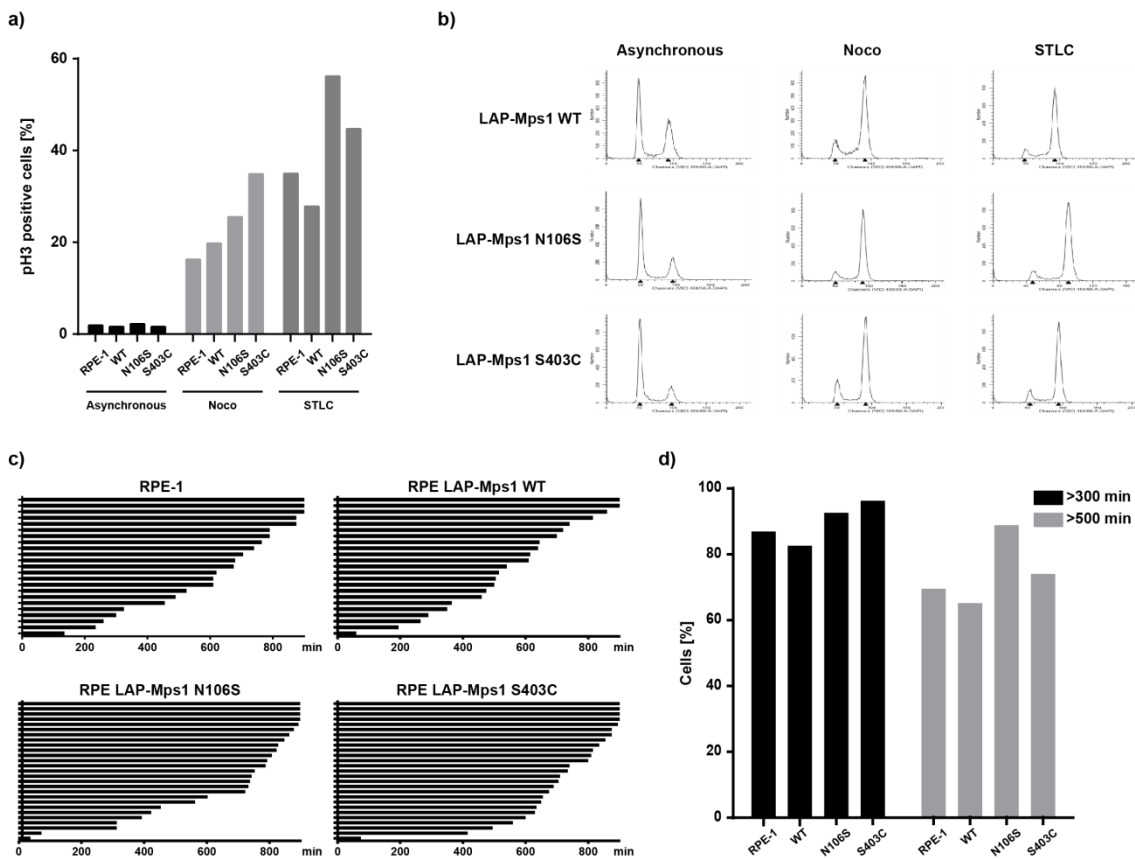 a)
60
40
20
0
pH3 positive cells [%]
RPE-1
WT
N106S
S403C
RPE-1
WT
N106S
S403C
RPE-1
WT
N106S
S403C
Asynchronous
Noco
STLC
b)
Asynchronous
Noco
STLC
LAP-Mps1 WT
LAP-Mps1 N106S
LAP-Mps1 S403C
c)
RPE-1
0 200 400 600 800 min
RPE LAP-Mps1 WT
0 200 400 600 800 min
RPE LAP-Mps1 N106S
0 200 400 600 800 min
RPE LAP-Mps1 S403C
0 200 400 600 800 min
d)
100
80
60
40
20
0
Cells [%]
>300 min
>500 min
RPE-1
WT
N106S
S403C
RPE-1
WT
N106S
S403C